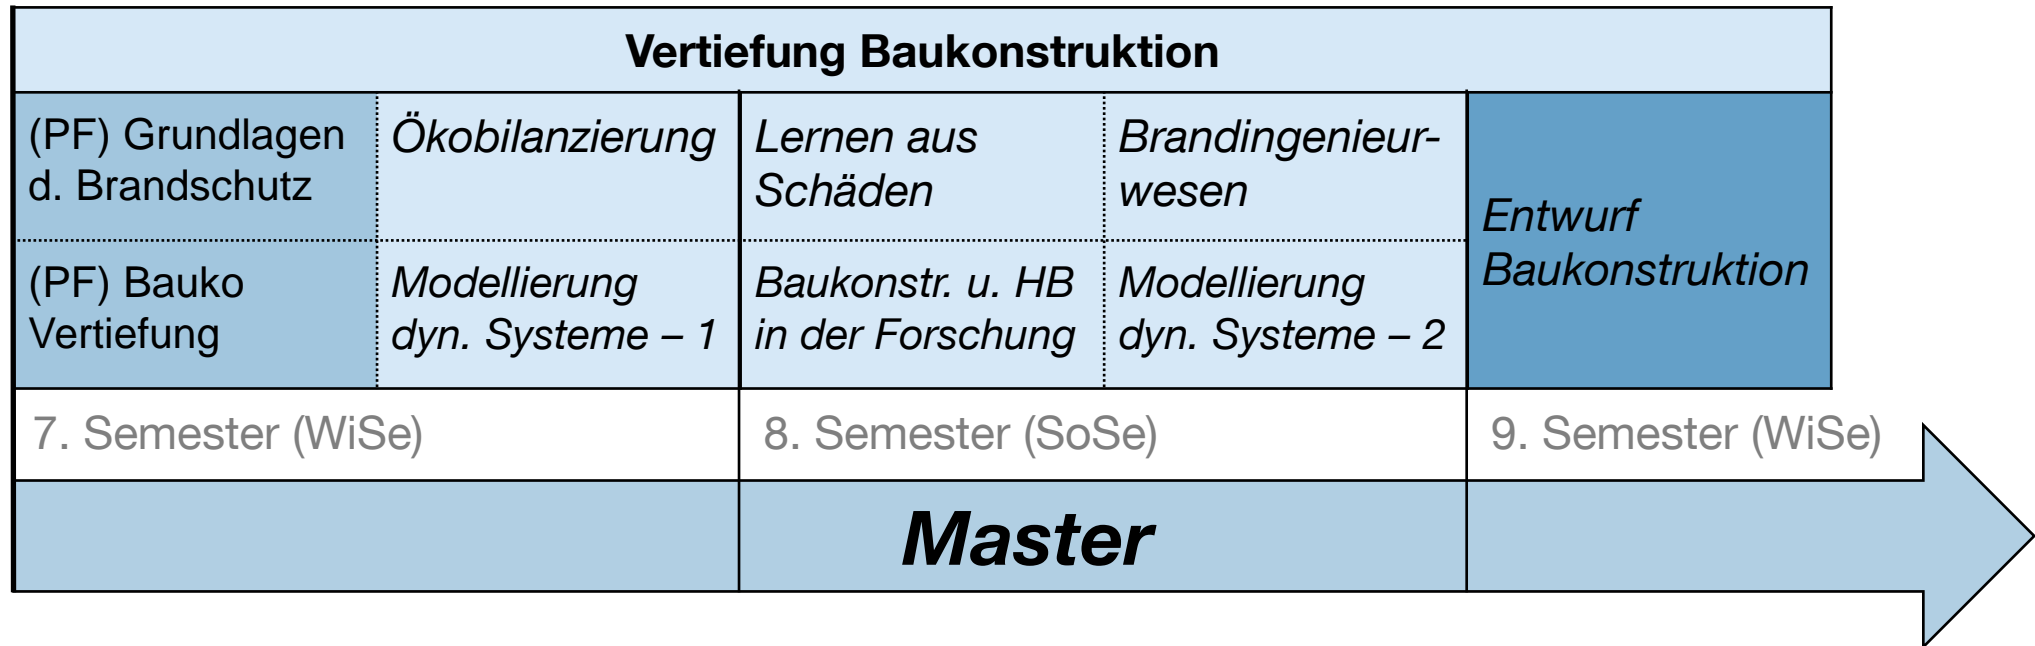 Vertiefung Baukonstruktion
(PF) Grundlagen
d. Brandschutz
Ökobilanzierung
Lernen aus
Schäden
Brandingenieur-
wesen
Entwurf
Baukonstruktion
(PF) Bauko
Vertiefung
Modellierung
dyn. Systeme – 1
Baukonstr. u. HB
in der Forschung
Modellierung
dyn. Systeme – 2
7. Semester (WiSe)
8. Semester (SoSe)
9. Semester (WiSe)
Master